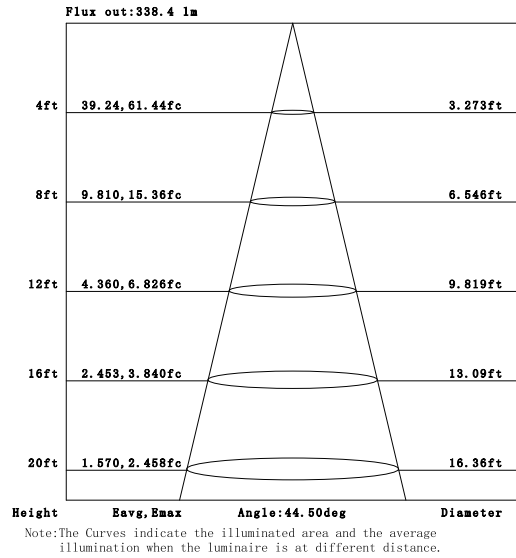 Flux out:338.4 lm
4ft 39.24,61.44fc 3.273ft
8ft 9.810,15.36fc 6.546ft
12ft 4.360,6.826fc 9.819ft
16ft 2.453,3.840fc 13.09ft
20ft 1.570,2.458fc 16.36ft
Height Eavg,Emax Angle:44.50deg Diameter
Note:The Curves indicate the illuminated area and the average
illumination when the luminaire is at different distance.